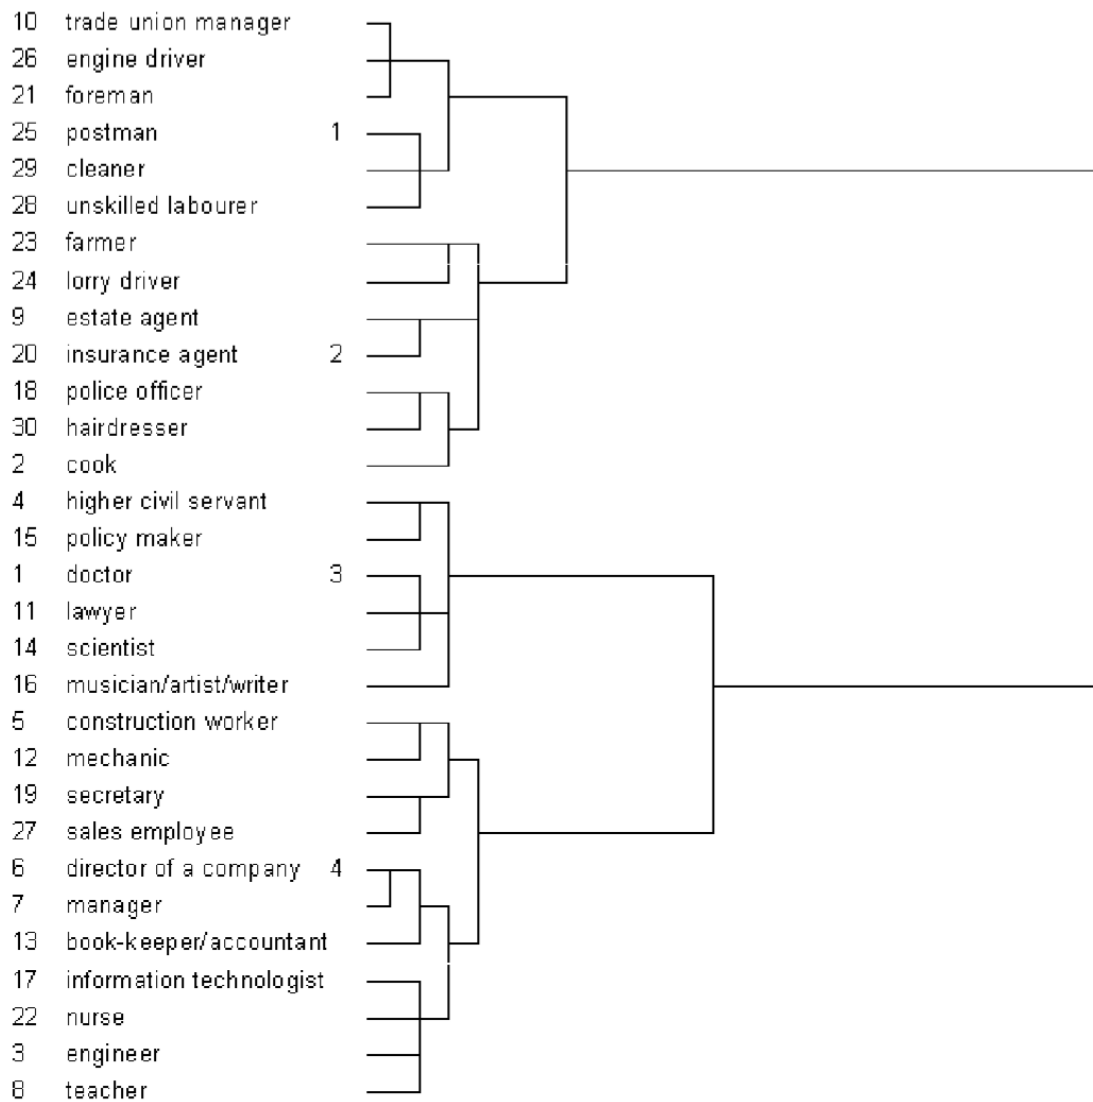 10 trade union manager
26 engine driver
21 foreman
25 postman 1
29 cleaner
28 unskilled labourer
23 farmer
24 lorry driver
9 estate agent
20 insurance agent 2
18 police officer
30 hairdresser
2 cook
4 higher civil servant
15 policy maker
1 doctor 3
11 lawyer
14 scientist
16 musician/artist/writer
5 construction worker
12 mechanic
19 secretary
27 sales employee
6 director of a company 4
7 manager
13 book-keeper/accountant
17 information technologist
22 nurse
3 engineer
8 teacher